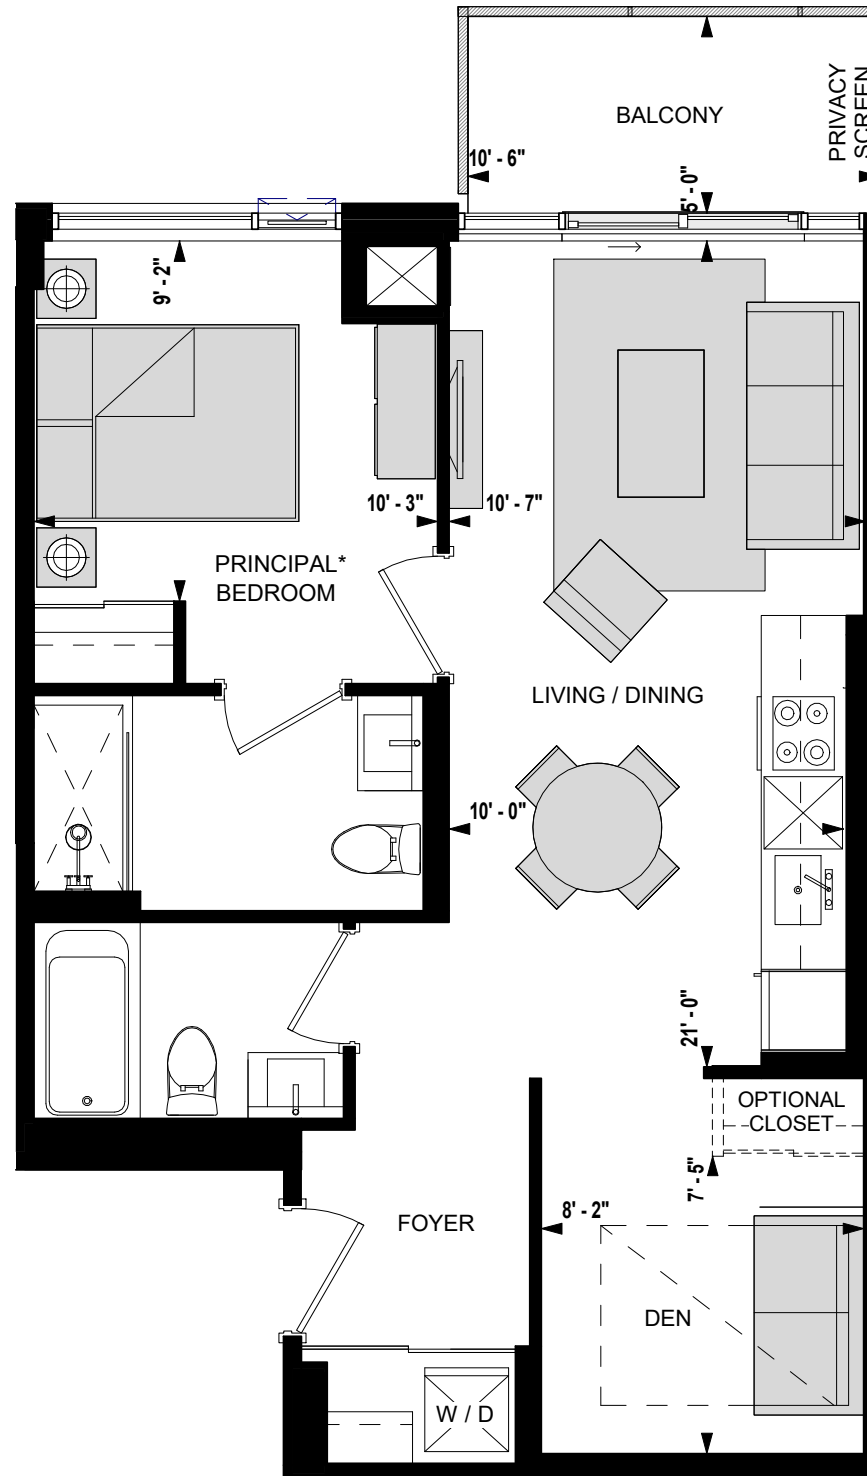 BALCONY
PRIVACY
SCREEN
10' - 6"
5' - 0"
9' - 2"
10' - 3"
10' - 7"
PRINCIPAL*
BEDROOM
LIVING / DINING
10' - 0"
21' - 0"
OPTIONAL
CLOSET
7' - 5"
8' - 2"
FOYER
DEN
W / D